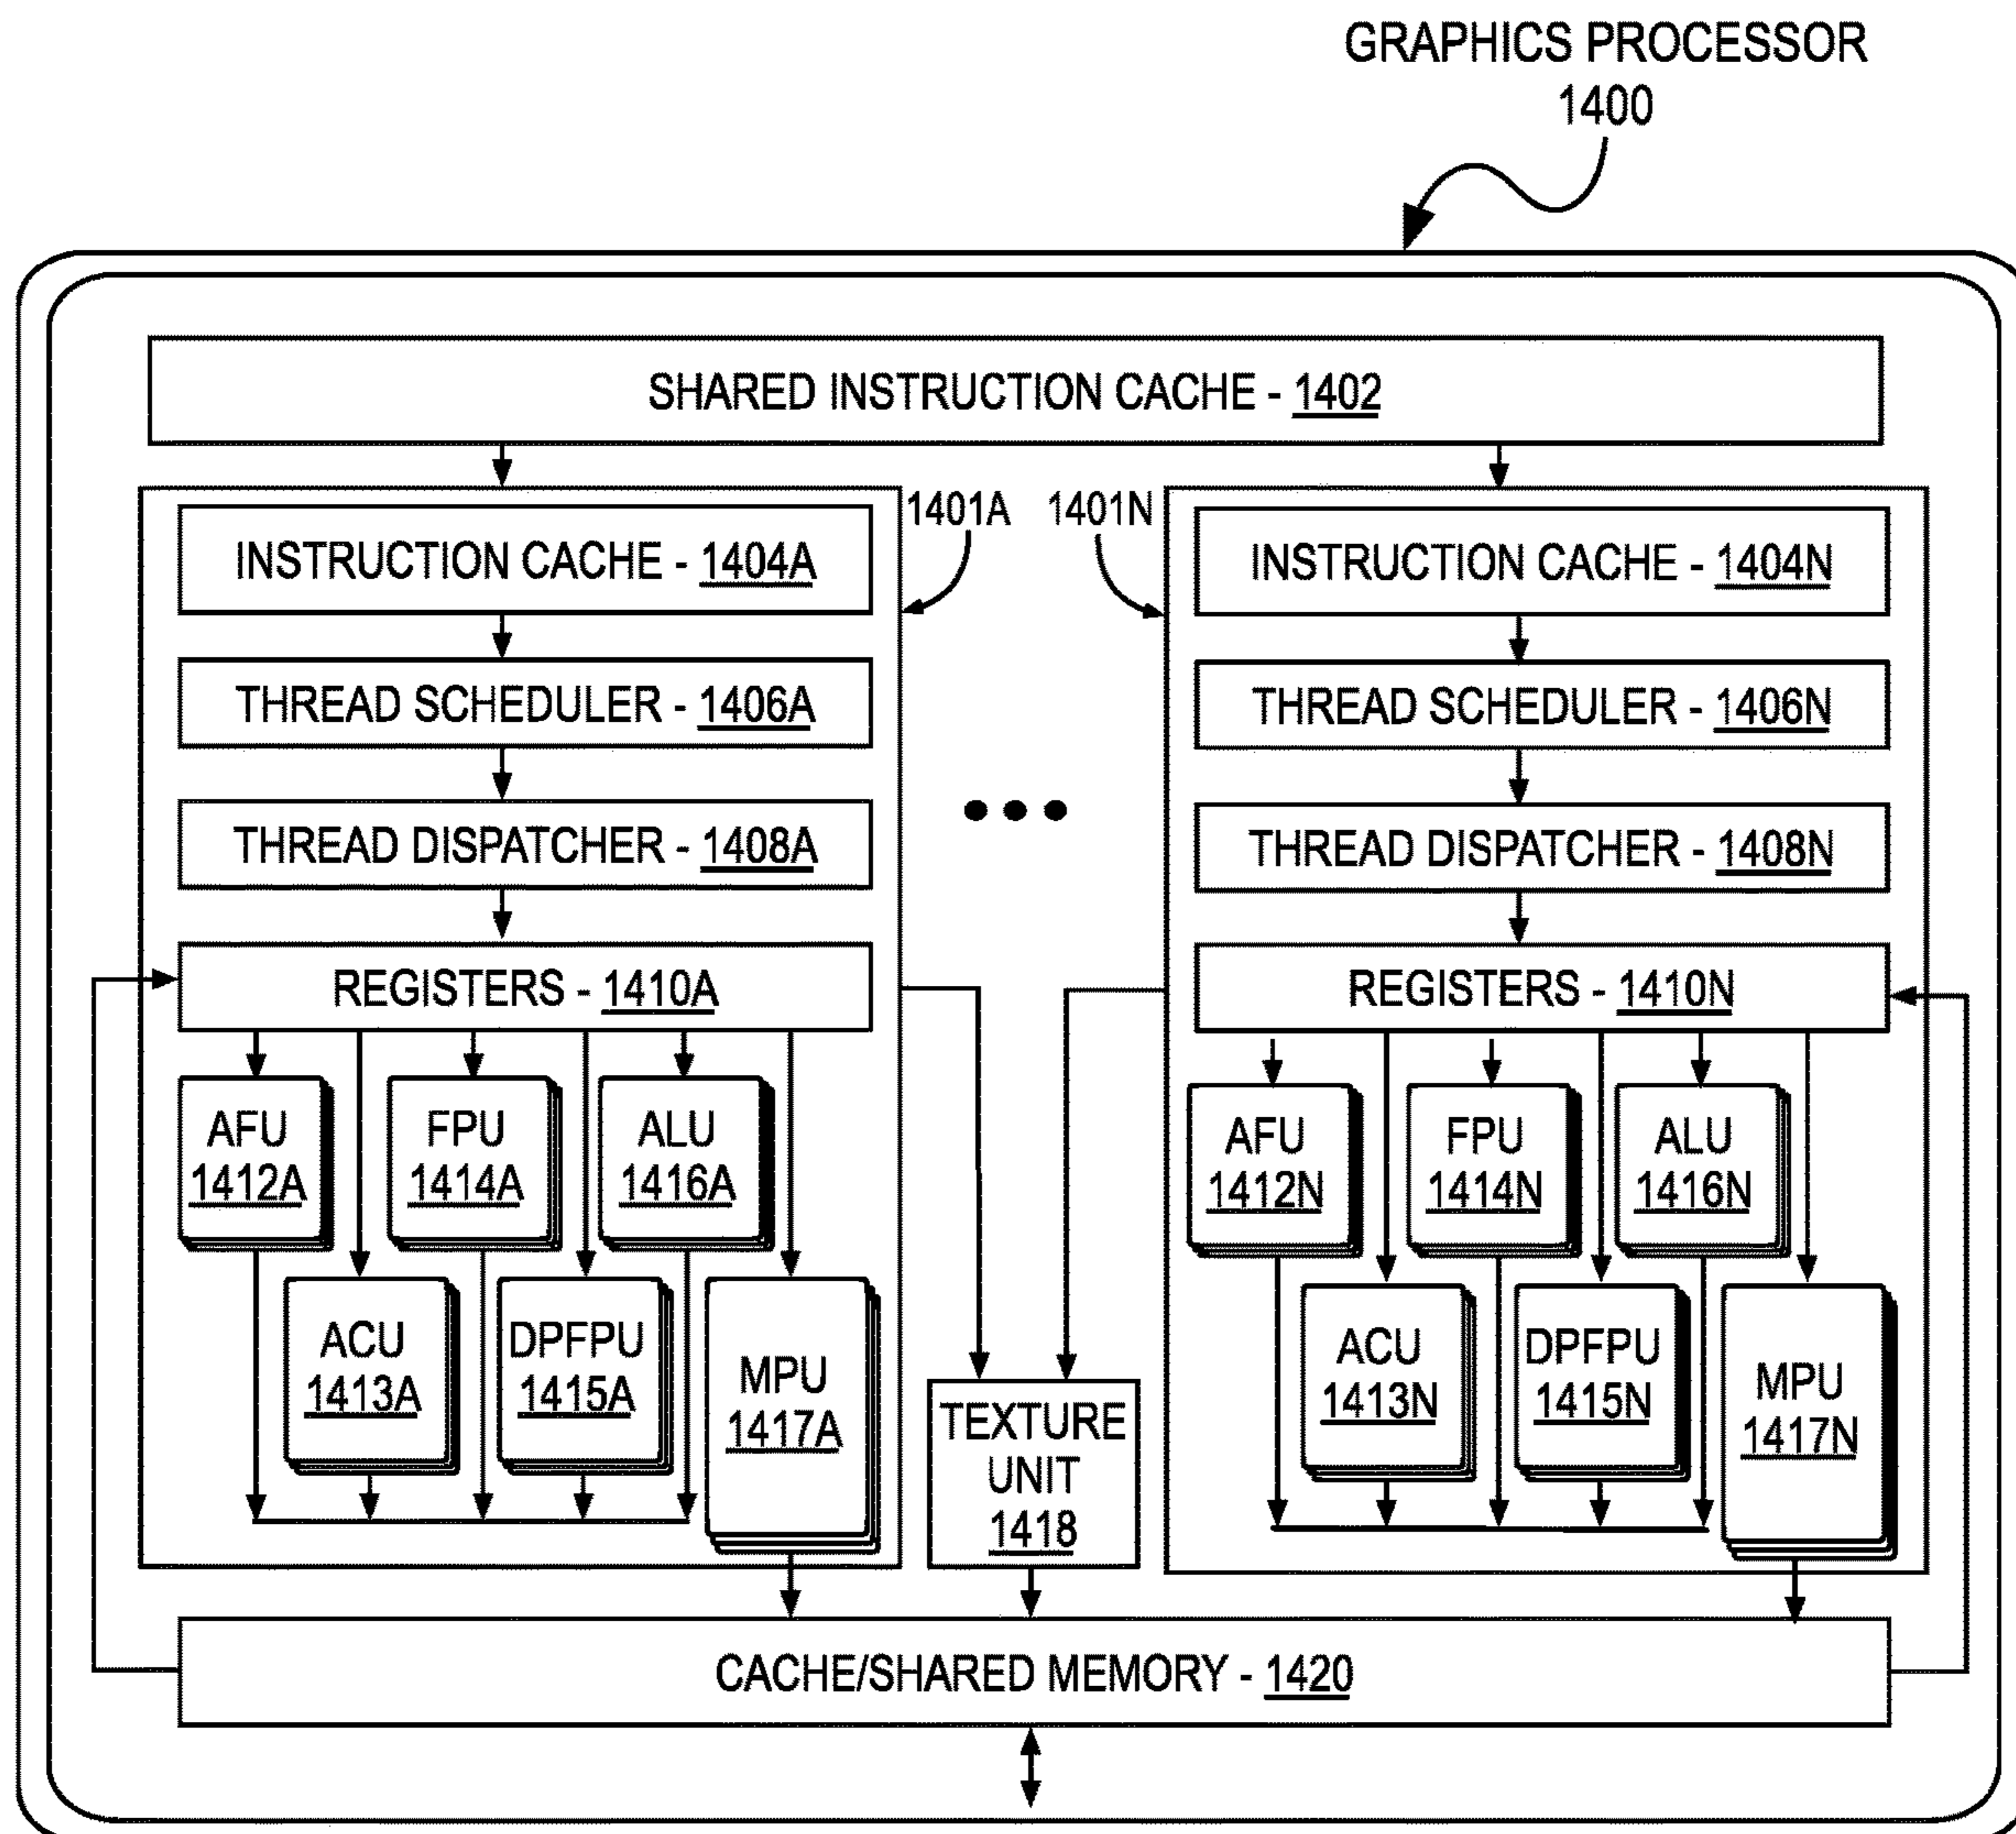 GRAPHICS PROCESSOR
1400
SHARED INSTRUCTION CACHE - 1402
1401A
1401N
INSTRUCTION CACHE - 1404A
THREAD SCHEDULER - 1406A
THREAD DISPATCHER - 1408A
REGISTERS - 1410A
AFU
1412A
FPU
1414A
ALU
1416A
ACU
1413A
DPFPU
1415A
MPU
1417A
TEXTURE
UNIT
1418
INSTRUCTION CACHE - 1404N
THREAD SCHEDULER - 1406N
THREAD DISPATCHER - 1408N
REGISTERS - 1410N
AFU
1412N
FPU
1414N
ALU
1416N
ACU
1413N
DPFPU
1415N
MPU
1417N
CACHE/SHARED MEMORY - 1420